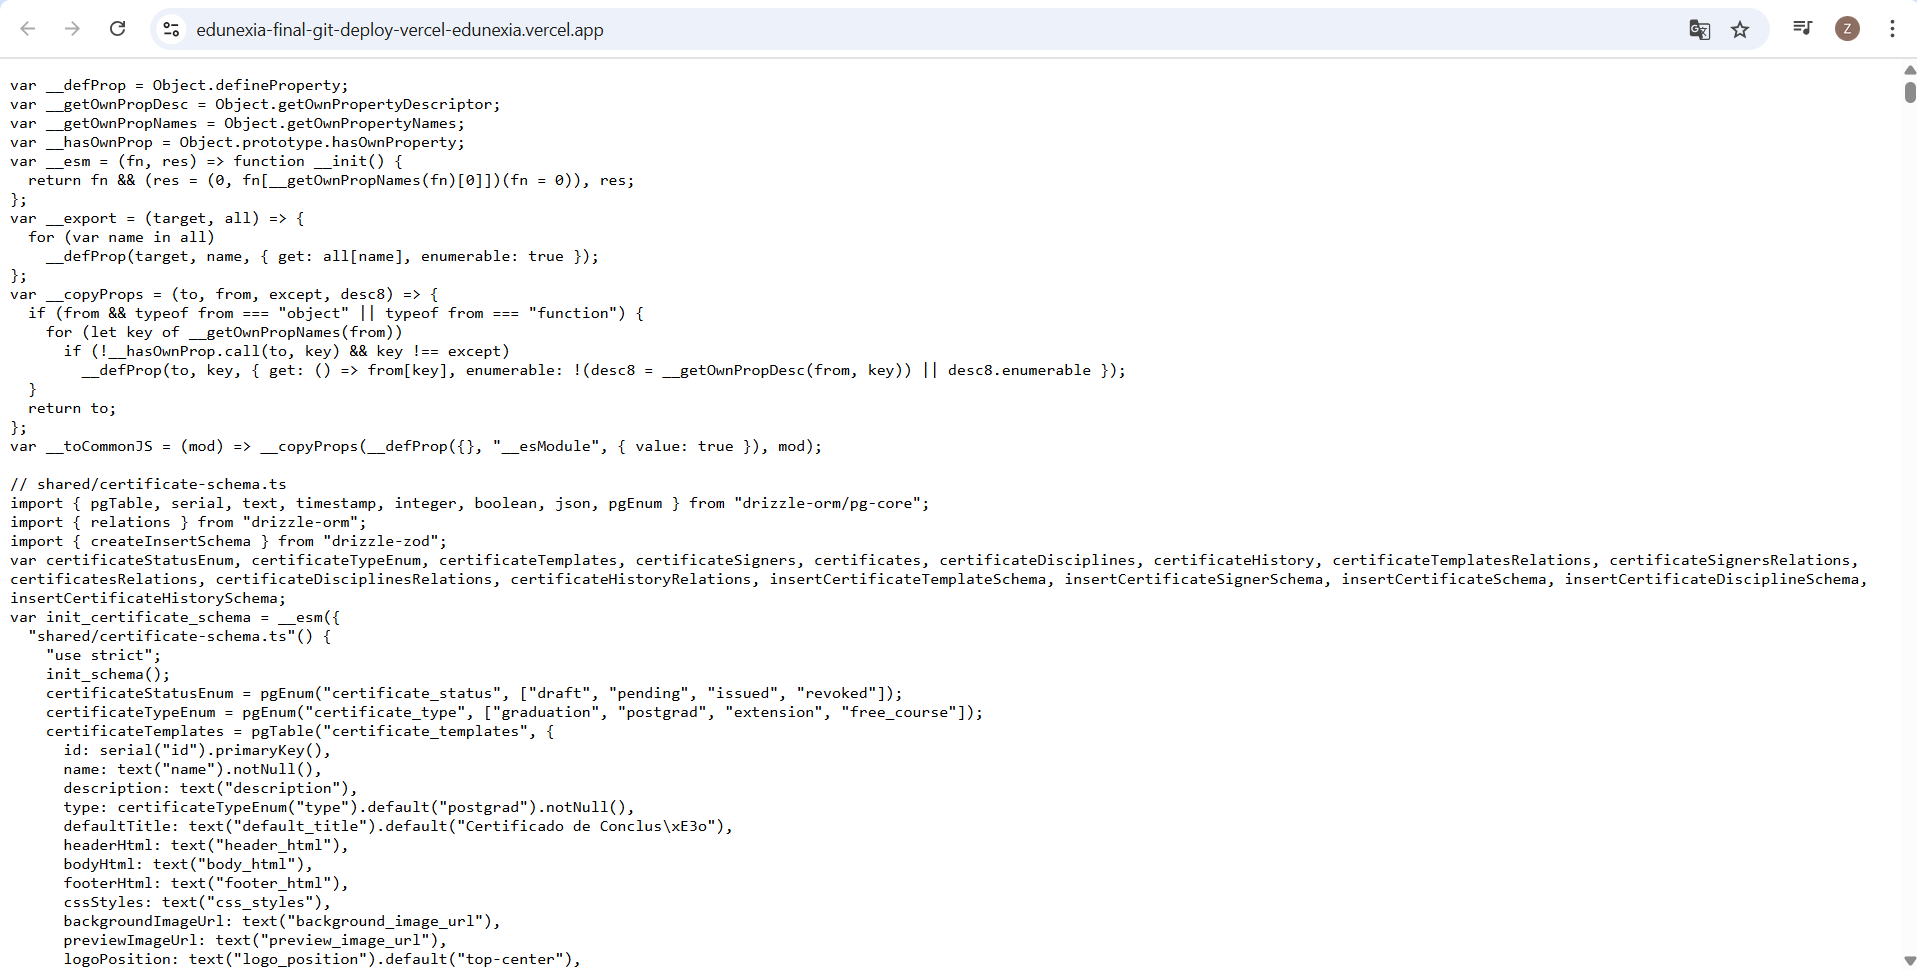 edunexia-final-git-deploy-vercel-edunexia.vercel.app
Z
var __defProp = Object.defineProperty;
var __getOwnPropDesc = Object.getOwnPropertyDescriptor;
var __getOwnPropNames = Object.getOwnPropertyNames;
var __hasOwnProp = Object.prototype.hasOwnProperty;
var __esm = (fn, res) => function __init() {
  return fn && (res = (0, fn[__getOwnPropNames(fn)[0]])(fn = 0)), res;
};
var __export = (target, all) => {
  for (var name in all)
    __defProp(target, name, { get: all[name], enumerable: true });
};
var __copyProps = (to, from, except, desc8) => {
  if (from && typeof from === "object" || typeof from === "function") {
    for (let key of __getOwnPropNames(from))
      if (!__hasOwnProp.call(to, key) && key !== except)
        __defProp(to, key, { get: () => from[key], enumerable: !(desc8 = __getOwnPropDesc(from, key)) || desc8.enumerable });
  }
  return to;
};
var __toCommonJS = (mod) => __copyProps(__defProp({}, "__esModule", { value: true }), mod);

// shared/certificate-schema.ts
import { pgTable, serial, text, timestamp, integer, boolean, json, pgEnum } from "drizzle-orm/pg-core";
import { relations } from "drizzle-orm";
import { createInsertSchema } from "drizzle-zod";
var certificateStatusEnum, certificateTypeEnum, certificateTemplates, certificateSigners, certificates, certificateDisciplines, certificateHistory, certificateTemplatesRelations, certificateSignersRelations,
certificatesRelations, certificateDisciplinesRelations, certificateHistoryRelations, insertCertificateTemplateSchema, insertCertificateSignerSchema, insertCertificateSchema, insertCertificateDisciplineSchema,
insertCertificateHistorySchema;
var init_certificate_schema = __esm({
  "shared/certificate-schema.ts"() {
    "use strict";
    init_schema();
    certificateStatusEnum = pgEnum("certificate_status", ["draft", "pending", "issued", "revoked"]);
    certificateTypeEnum = pgEnum("certificate_type", ["graduation", "postgrad", "extension", "free_course"]);
    certificateTemplates = pgTable("certificate_templates", {
      id: serial("id").primaryKey(),
      name: text("name").notNull(),
      description: text("description"),
      type: certificateTypeEnum("type").default("postgrad").notNull(),
      defaultTitle: text("default_title").default("Certificado de Conclus\xE3o"),
      headerHtml: text("header_html"),
      bodyHtml: text("body_html"),
      footerHtml: text("footer_html"),
      cssStyles: text("css_styles"),
      backgroundImageUrl: text("background_image_url"),
      previewImageUrl: text("preview_image_url"),
      logoPosition: text("logo_position").default("top-center"),